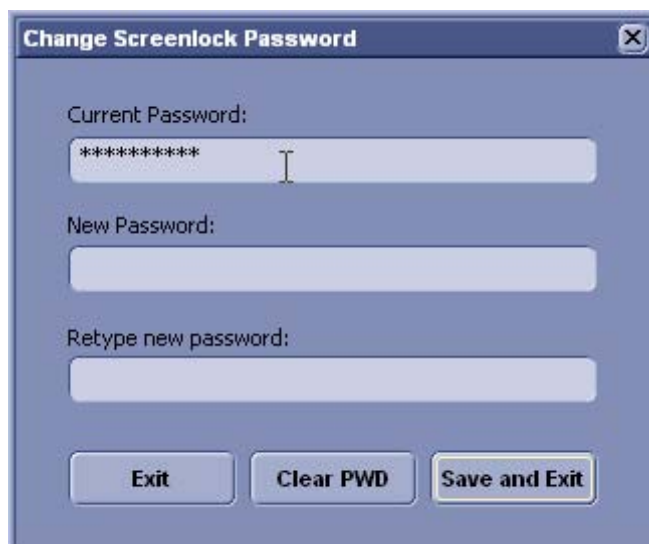 Change Screenlock Password
Current Password:
**********
New Password:
Retype new password:
Exit Clear PWD Save and Exit